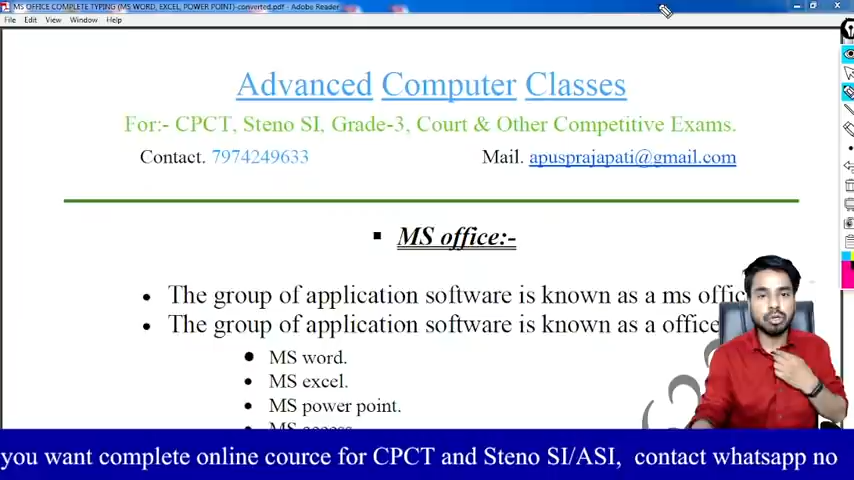 MS OFFICE COMPLETE TYPING (MS WORD, EXCEL, POWER POINT)-converted.pdf - Adobe Reader
File Edit View Window Help
Advanced Computer Classes
For:- CPCT, Steno SI, Grade-3, Court & Other Competitive Exams.
Contact. 7974249633 Mail. apusprajapati@gmail.com
▪ MS office:-
• The group of application software is known as a ms offic
• The group of application software is known as a office
• MS word.
• MS excel.
• MS power point.
• MS access
you want complete online cource for CPCT and Steno SI/ASI, contact whatsapp no